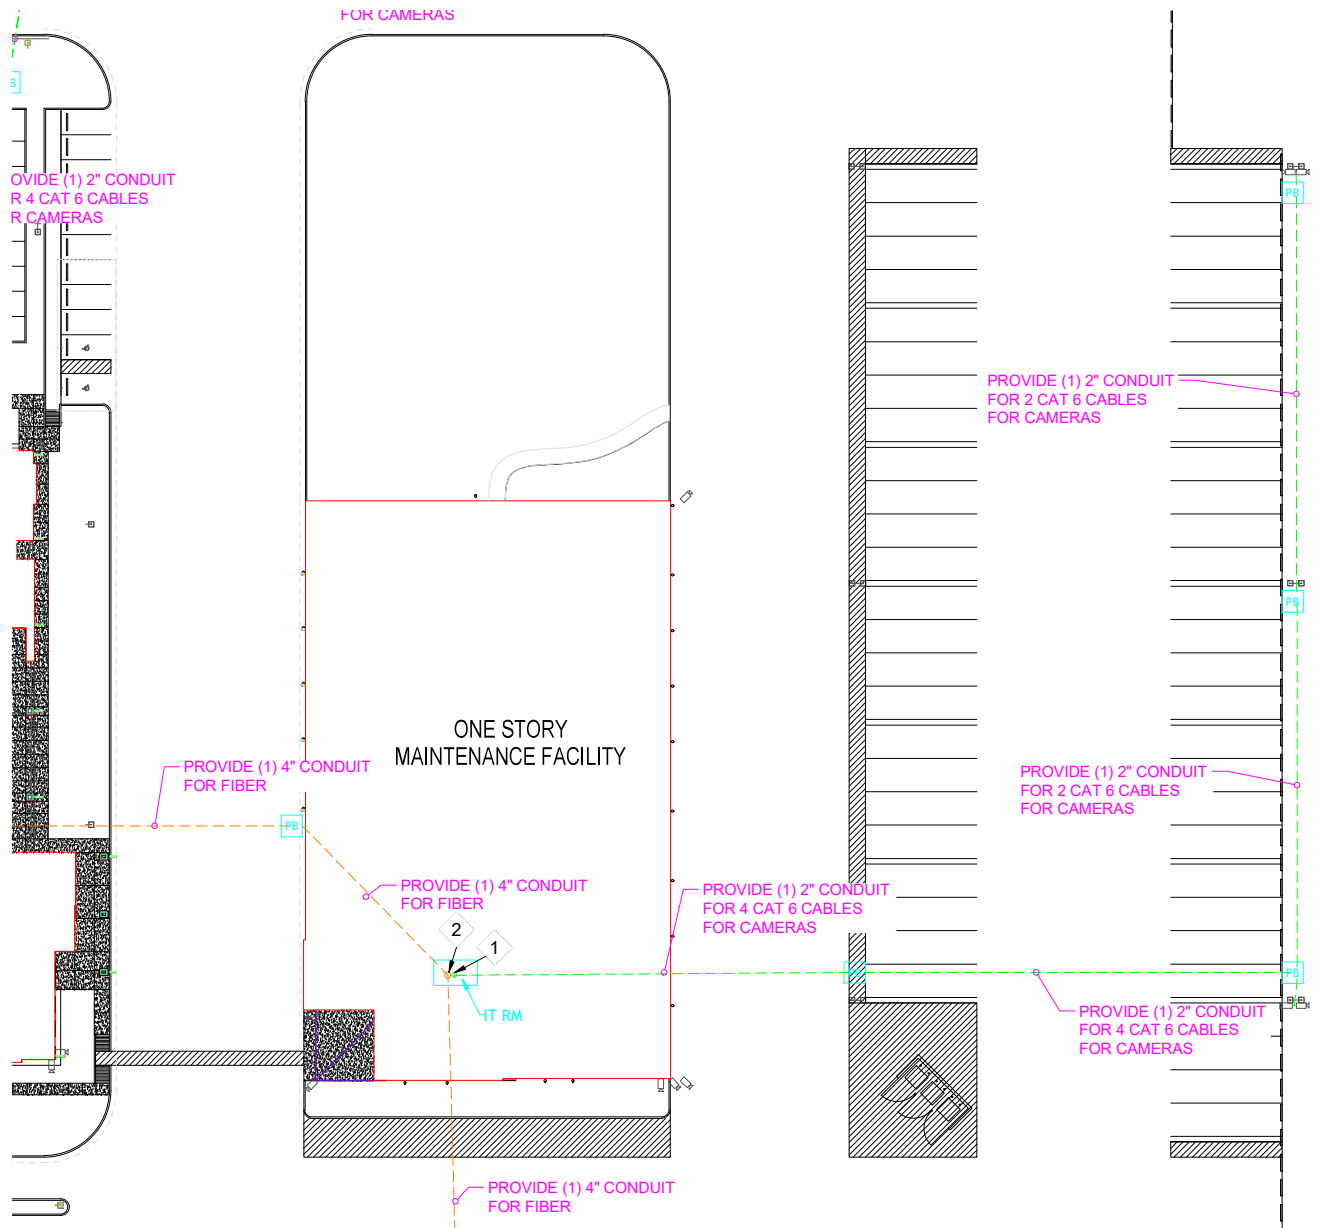 FOR CAMERAS
PB
OVIDE (1) 2" CONDUIT
R 4 CAT 6 CABLES
R CAMERAS
PB
PROVIDE (1) 2" CONDUIT
FOR 2 CAT 6 CABLES
FOR CAMERAS
PB
ONE STORY
MAINTENANCE FACILITY
PROVIDE (1) 4" CONDUIT
FOR FIBER
PROVIDE (1) 2" CONDUIT
FOR 2 CAT 6 CABLES
FOR CAMERAS
PB
PROVIDE (1) 4" CONDUIT
FOR FIBER
PROVIDE (1) 2" CONDUIT
FOR 4 CAT 6 CABLES
FOR CAMERAS
2
1
PB
PB
IT RM
PROVIDE (1) 2" CONDUIT
FOR 4 CAT 6 CABLES
FOR CAMERAS
PROVIDE (1) 4" CONDUIT
FOR FIBER